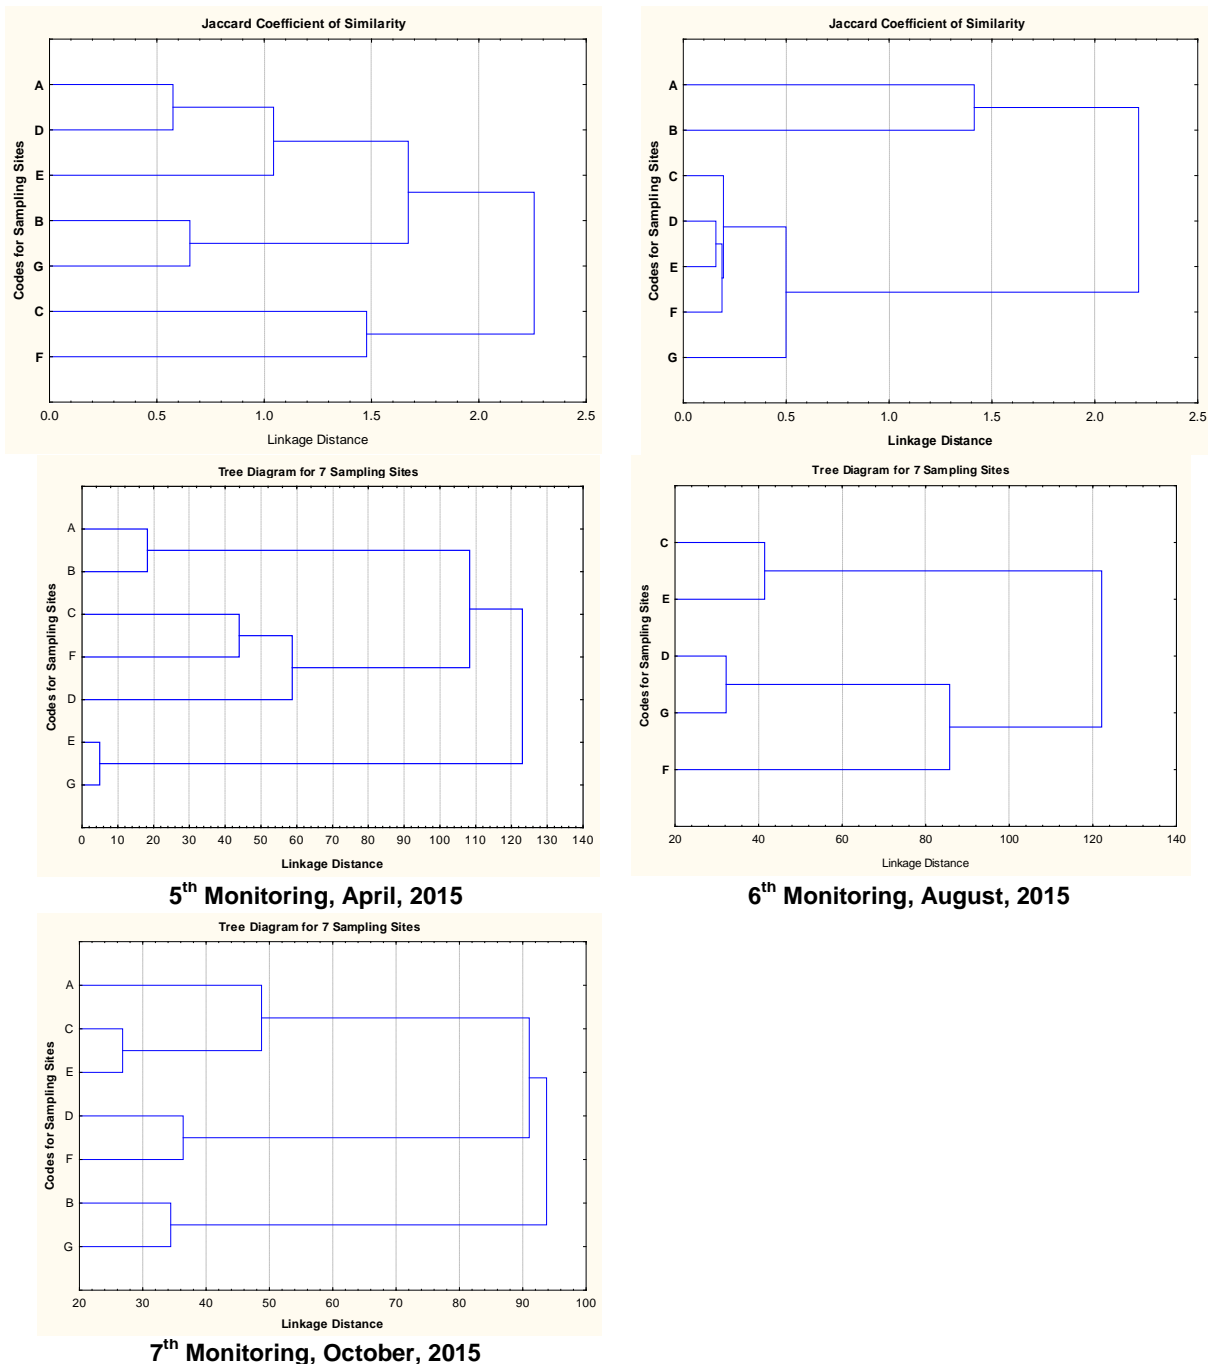 Jaccard Coefficient of Similarity
Codes for Sampling Sites
A
D
E
B
G
C
F
0.0 0.5 1.0 1.5 2.0 2.5
Linkage Distance
Jaccard Coefficient of Similarity
Codes for Sampling Sites
A
B
C
D
E
F
G
0.0 0.5 1.0 1.5 2.0 2.5
Linkage Distance
Tree Diagram for 7 Sampling Sites
Codes for Sampling Sites
A
B
C
F
D
E
G
0 10 20 30 40 50 60 70 80 90 100 110 120 130 140
Linkage Distance
5th Monitoring, April, 2015
Tree Diagram for 7 Sampling Sites
Codes for Sampling Sites
C
E
D
G
F
20 40 60 80 100 120 140
Linkage Distance
6th Monitoring, August, 2015
Tree Diagram for 7 Sampling Sites
Codes for Sampling Sites
A
C
E
D
F
B
G
20 30 40 50 60 70 80 90 100
Linkage Distance
7th Monitoring, October, 2015